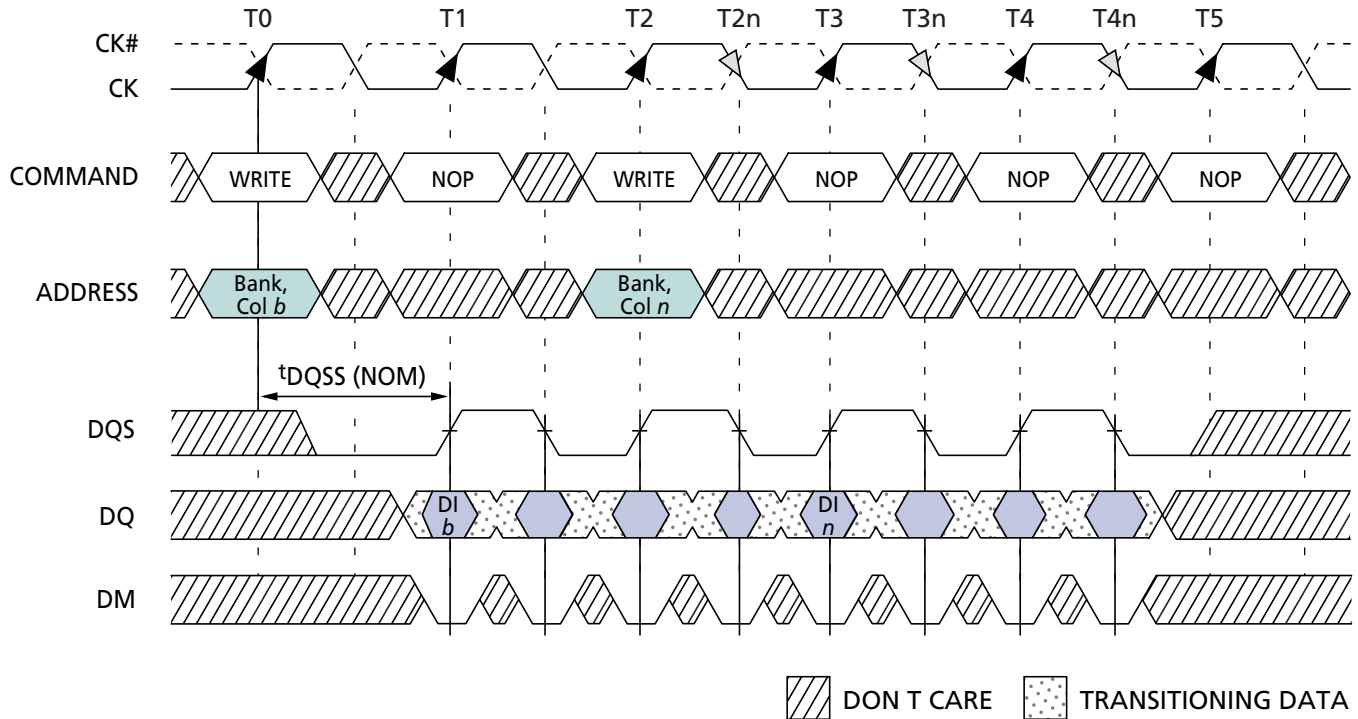 T0 T1 T2 T2n T3 T3n T4 T4n T5
CK#
CK
COMMAND WRITE NOP WRITE NOP NOP NOP
ADDRESS Bank, Col b Bank, Col n
tDQSS (NOM)
DQS
DQ DI b DI n
DM
DON T CARE TRANSITIONING DATA